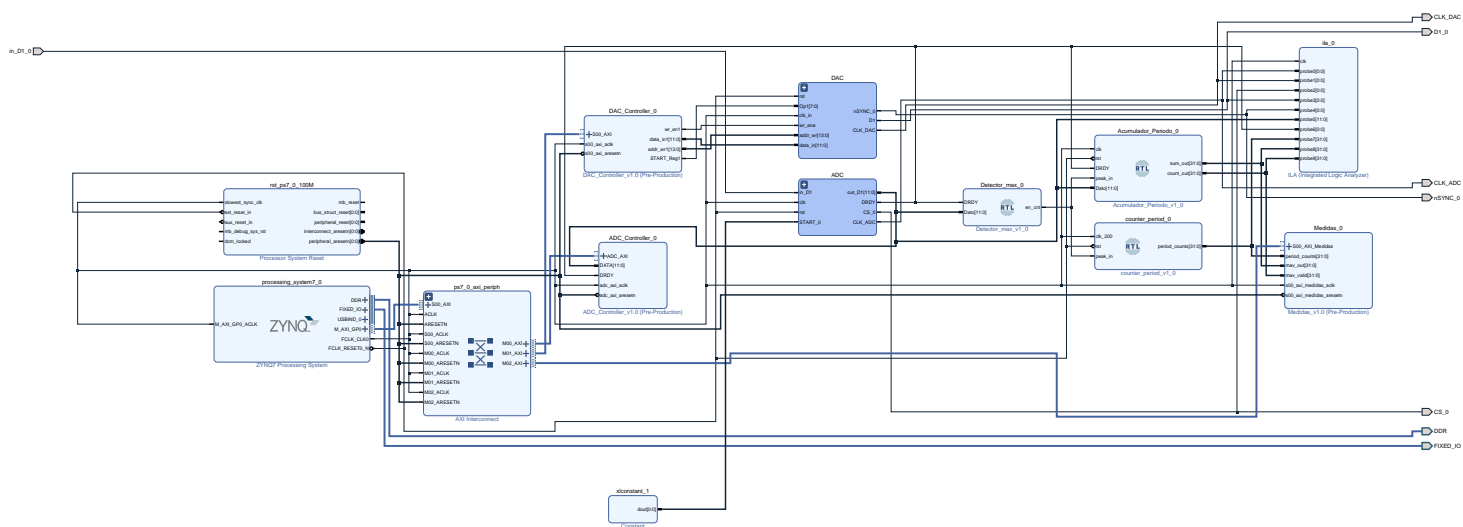 in_D1_0
CLK_DAC
D1_0
CLK_ADC
nSYNC_0
CS_0
DDR
FIXED_IO
rst_ps7_0_100M
slowest_sync_clk
ext_reset_in
aux_reset_in
mb_debug_sys_rst
dcm_locked
mb_reset
bus_struct_reset[0:0]
peripheral_reset[0:0]
interconnect_aresetn[0:0]
peripheral_aresetn[0:0]
Processor System Reset
processing_system7_0
M_AXI_GP0_ACLK
ZYNQ
DDR
FIXED_IO
USBIND_0
M_AXI_GP0
FCLK_CLK0
FCLK_RESET0_N
ZYNQ7 Processing System
ps7_0_axi_periph
S00_AXI
ACLK
ARESETN
S00_ACLK
S00_ARESETN
M00_ACLK
M00_ARESETN
M01_ACLK
M01_ARESETN
M02_ACLK
M02_ARESETN
M00_AXI
M01_AXI
M02_AXI
AXI Interconnect
DAC_Controller_0
S00_AXI
s00_axi_aclk
s00_axi_aresetn
wr_en1
data_in1[11:0]
addr_wr1[13:0]
START_Reg1
DAC_Controller_v1.0 (Pre-Production)
ADC_Controller_0
ADC_AXI
DATA[11:0]
DRDY
adc_axi_aclk
adc_axi_aresetn
ADC_Controller_v1.0 (Pre-Production)
xlconstant_1
dout[0:0]
Constant
DAC
rst
Op1[7:0]
clk_in
wr_ena
addr_wr[13:0]
data_in[11:0]
nSYNC_0
D1
CLK_DAC
ADC
in_D1
clk
rst
START_0
out_D1[11:0]
DRDY
CS_0
CLK_ADC
Detector_max_0
DRDY
Dato[11:0]
en_cnt
Detector_max_v1_0
Acumulador_Periodo_0
clk
rst
DRDY
peak_in
Dato[11:0]
RTL
sum_out[31:0]
count_out[31:0]
Acumulador_Periodo_v1_0
counter_period_0
clk_200
rst
peak_in
RTL
period_counts[31:0]
counter_period_v1_0
ila_0
clk
probe0[0:0]
probe1[0:0]
probe2[0:0]
probe3[0:0]
probe4[0:0]
probe5[11:0]
probe6[0:0]
probe7[31:0]
probe8[31:0]
probe9[31:0]
ILA (Integrated Logic Analyzer)
Medidas_0
S00_AXI_Medidas
period_counts[31:0]
mav_out[31:0]
mav_valid[31:0]
s00_axi_medidas_aclk
s00_axi_medidas_aresetn
Medidas_v1.0 (Pre-Production)